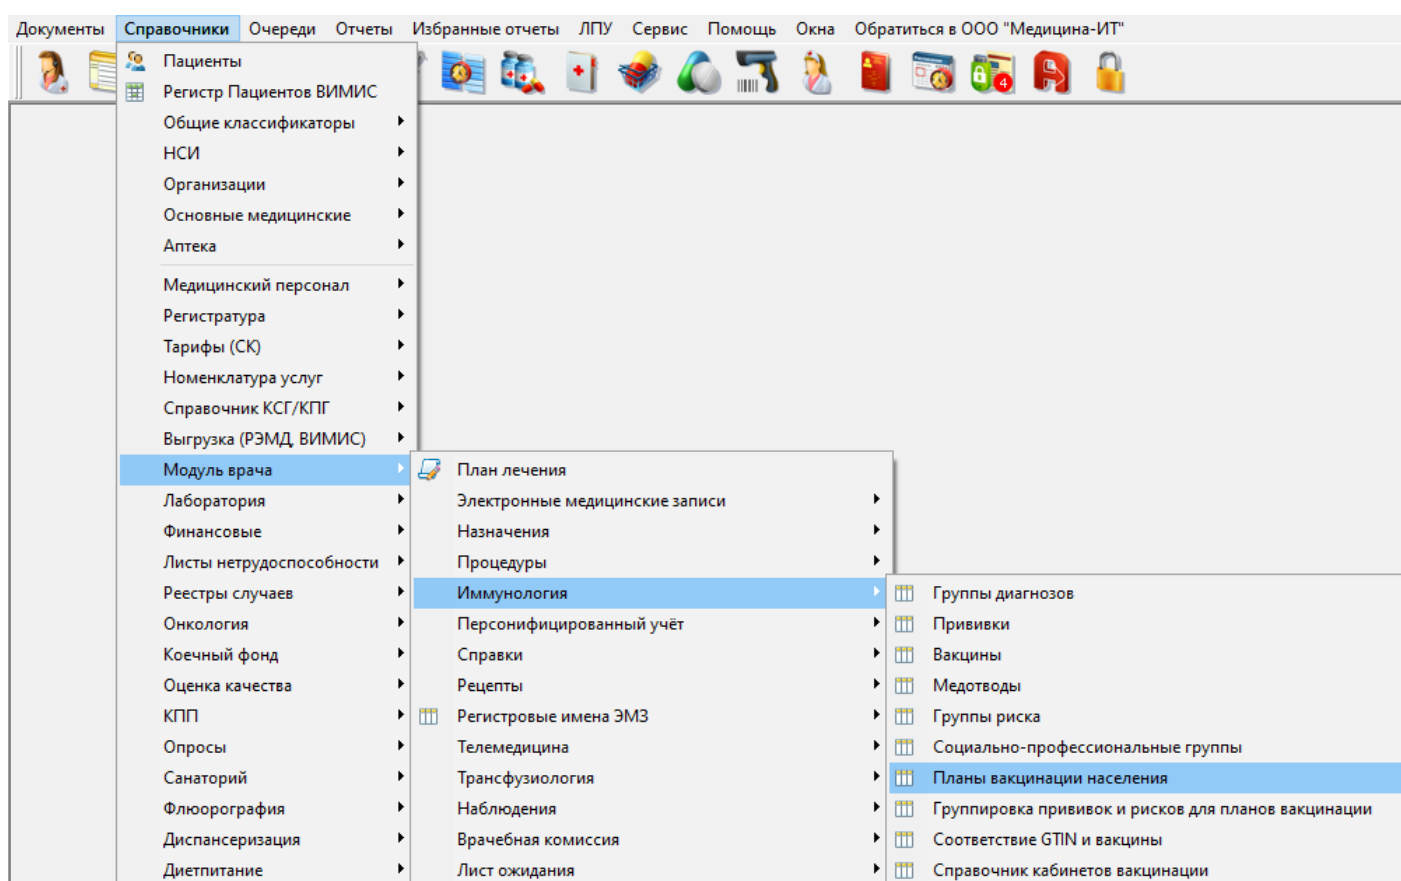 Документы Справочники Очереди Отчеты Избранные отчеты ЛПУ Сервис Помощь Окна Обратиться в ООО "Медицина-ИТ"
4
Пациенты
Регистр Пациентов ВИМИС
Общие классификаторы
НСИ
Организации
Основные медицинские
Аптека
Медицинский персонал
Регистратура
Тарифы (СК)
Номенклатура услуг
Справочник КСГ/КПГ
Выгрузка (РЭМД, ВИМИС)
Модуль врача
Лаборатория
Финансовые
Листы нетрудоспособности
Реестры случаев
Онкология
Коечный фонд
Оценка качества
КПП
Опросы
Санаторий
Флюорография
Диспансеризация
Диетпитание
План лечения
Электронные медицинские записи
Назначения
Процедуры
Иммунология
Персонифицированный учёт
Справки
Рецепты
Регистровые имена ЭМЗ
Телемедицина
Трансфузиология
Наблюдения
Врачебная комиссия
Лист ожидания
Группы диагнозов
Прививки
Вакцины
Медотводы
Группы риска
Социально-профессиональные группы
Планы вакцинации населения
Группировка прививок и рисков для планов вакцинации
Соответствие GTIN и вакцины
Справочник кабинетов вакцинации